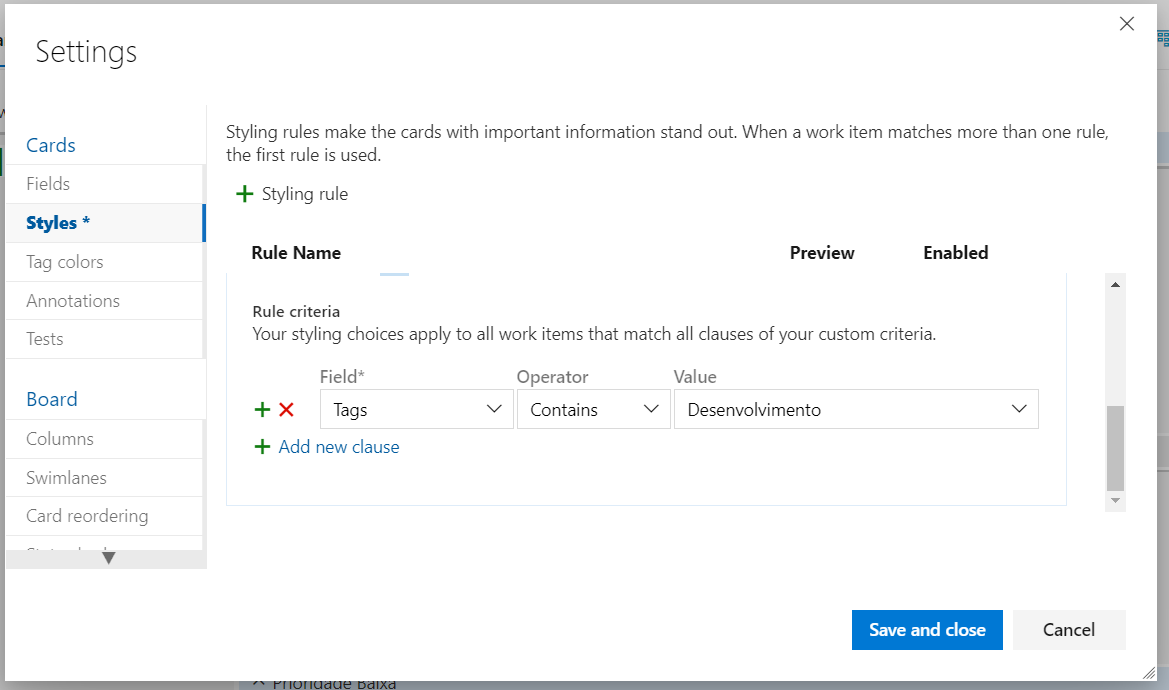 Settings
Cards
Fields
Styles *
Tag colors
Annotations
Tests
Board
Columns
Swimlanes
Card reordering
Styling rules make the cards with important information stand out. When a work item matches more than one rule,
the first rule is used.
+ Styling rule
Rule Name Preview Enabled
Rule criteria
Your styling choices apply to all work items that match all clauses of your custom criteria.
Field* Operator Value
Tags Contains Desenvolvimento
+ Add new clause
Save and close Cancel
Prioridade Baixa